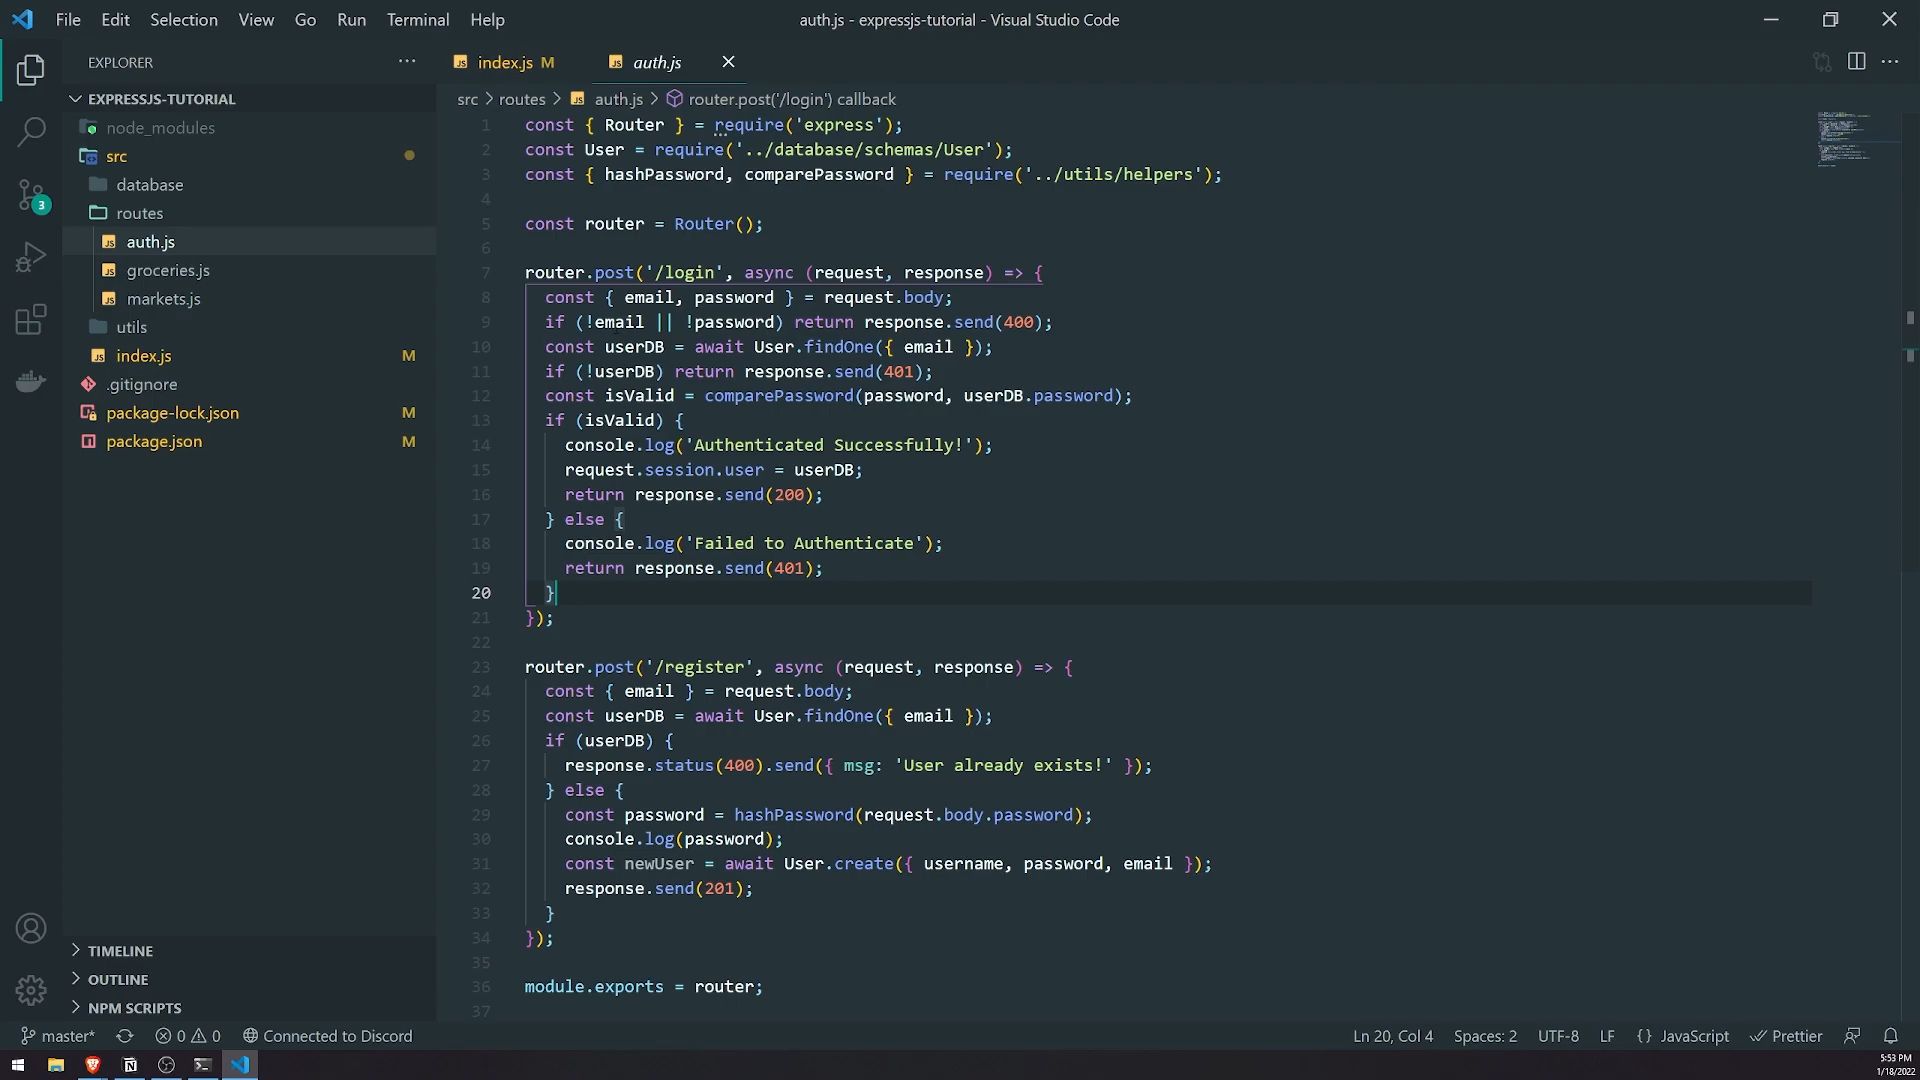 File Edit Selection View Go Run Terminal Help
auth.js - expressjs-tutorial - Visual Studio Code
EXPLORER
EXPRESSJS-TUTORIAL
node_modules
src
database
routes
auth.js
groceries.js
markets.js
utils
index.js M
.gitignore
package-lock.json M
package.json M
TIMELINE
OUTLINE
NPM SCRIPTS
3
index.js M
auth.js
src > routes > auth.js > router.post('/login') callback
1 const { Router } = require('express');
2 const User = require('../database/schemas/User');
3 const { hashPassword, comparePassword } = require('../utils/helpers');
4
5 const router = Router();
6
7 router.post('/login', async (request, response) => {
8 const { email, password } = request.body;
9 if (!email || !password) return response.send(400);
10 const userDB = await User.findOne({ email });
11 if (!userDB) return response.send(401);
12 const isValid = comparePassword(password, userDB.password);
13 if (isValid) {
14 console.log('Authenticated Successfully!');
15 request.session.user = userDB;
16 return response.send(200);
17 } else {
18 console.log('Failed to Authenticate');
19 return response.send(401);
20 }
21 });
22
23 router.post('/register', async (request, response) => {
24 const { email } = request.body;
25 const userDB = await User.findOne({ email });
26 if (userDB) {
27 response.status(400).send({ msg: 'User already exists!' });
28 } else {
29 const password = hashPassword(request.body.password);
30 console.log(password);
31 const newUser = await User.create({ username, password, email });
32 response.send(201);
33 }
34 });
35
36 module.exports = router;
37
master* 0 0 Connected to Discord
Ln 20, Col 4 Spaces: 2 UTF-8 LF {} JavaScript Prettier
5:53 PM
1/18/2022